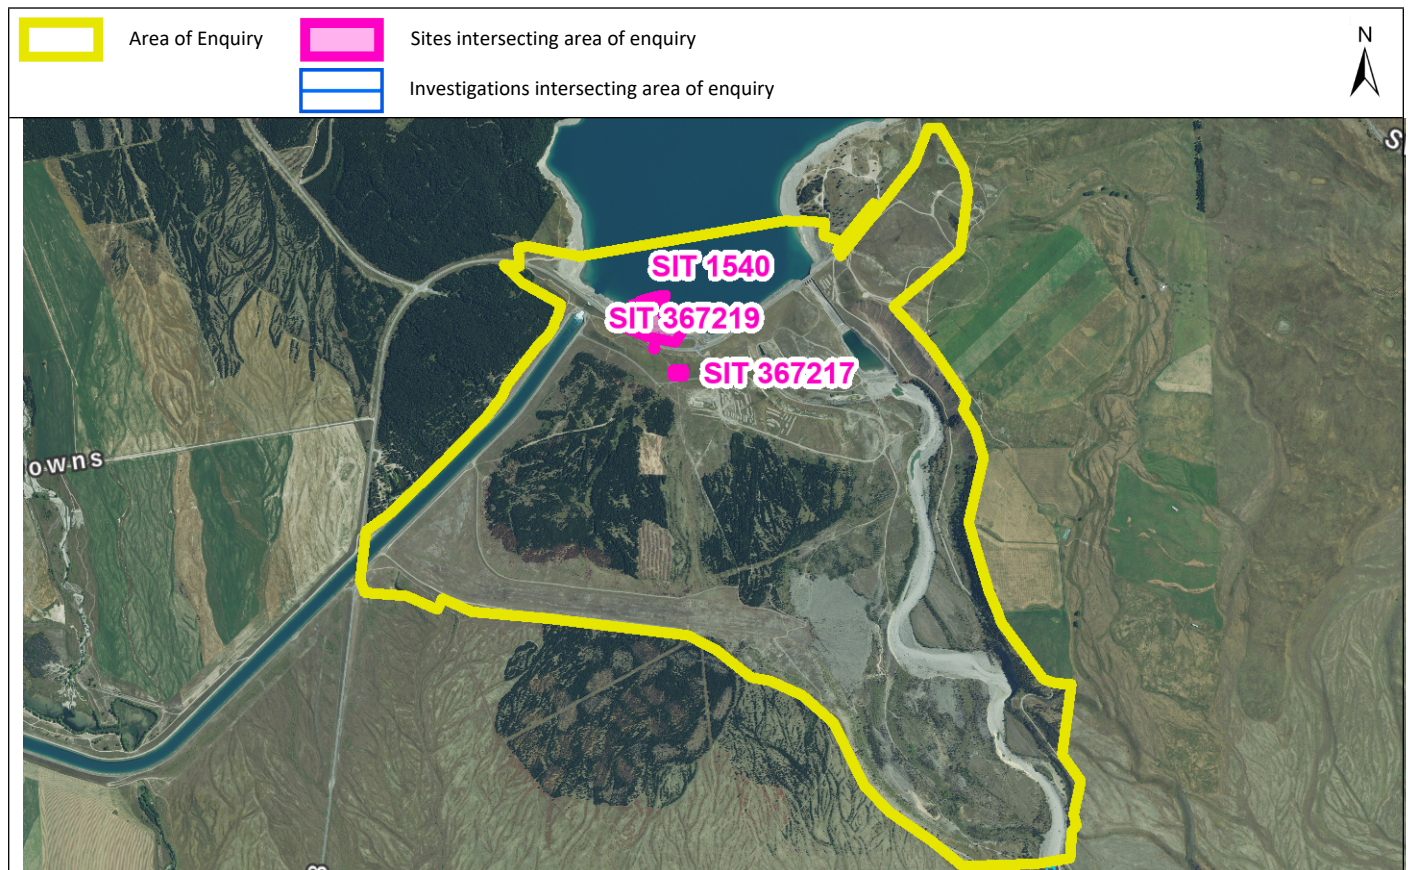 Area of Enquiry
Sites intersecting area of enquiry
N
Investigations intersecting area of enquiry
S
SIT 1540
SIT 367219
SIT 367217
owns